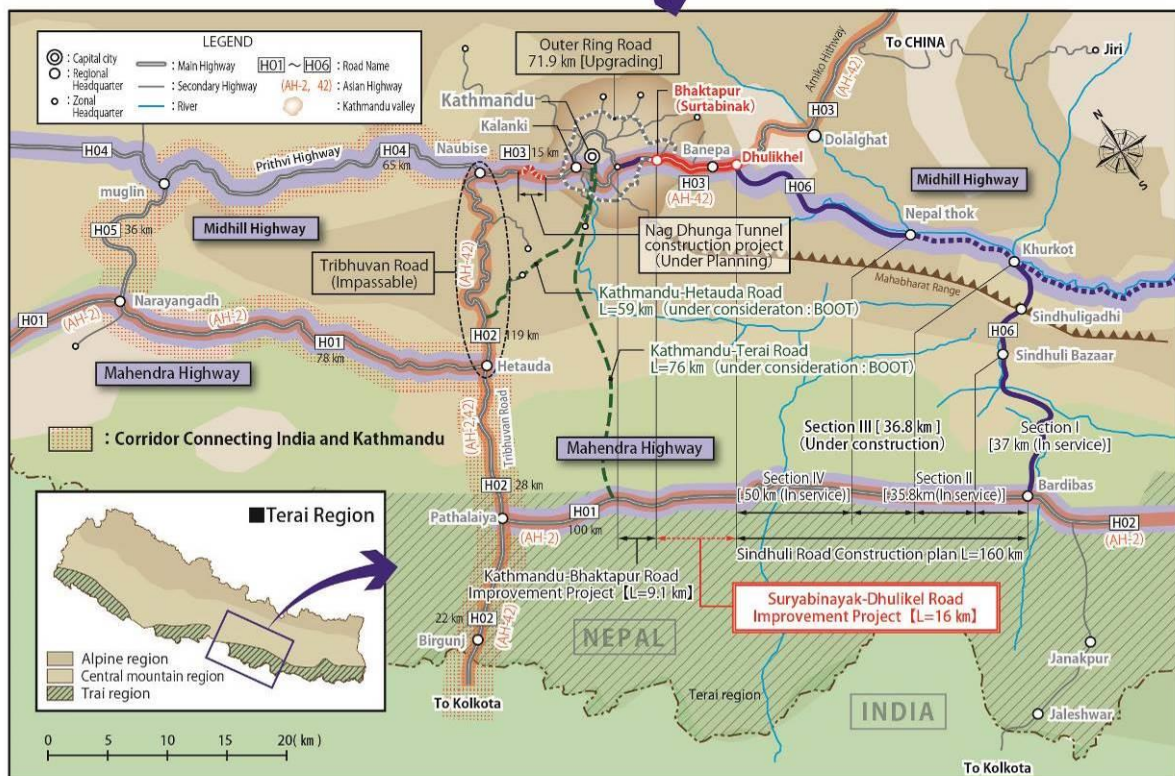 LEGEND
: Capital city
: Regional
Headquarter
: Zonal
Headquarter
: Main Highway
: Secondary Highway
: River
H01 ～ H06 : Road Name
(AH-2, 42) : Asian Highway
: Kathmandu valley
Outer Ring Road
71.9 km [Upgrading]
Kathmandu
Kalanki
Bhaktapur
(Surtabinak)
To CHINA
Jiri
Arniko Hithway
(AH-42)
H03
Dolalghat
N
S
H04
Prithvi Highway
H04
65 km
Naubise
H03
15 km
Banepa
Dhulikhel
H03
(AH-42)
H06
Midhill Highway
muglin
H05
36 km
Midhill Highway
Nepal thok
Khurkot
Tribhuvan Road
(Impassable)
(AH-42)
Nag Dhunga Tunnel
construction project
(Under Planning)
Mahabharat Range
Sindhuligadhi
Narayangadh
H01
(AH-2)
(AH-2)
H01
78 km
Kathmandu-Hetauda Road
L=59 km (under consideraton : BOOT)
H02
119 km
Hetauda
H06
Sindhuli Bazaar
Kathmandu-Terai Road
L=76 km (under consideration : BOOT)
Mahendra Highway
(AH-2,42)
Tribhuvan Road
: Corridor Connecting India and Kathmandu
Mahendra Highway
Section III [ 36.8 km ]
(Under construction)
Section I
[37 km (In service)]
Section IV
[50 km (In service)]
Section II
[35.8km(In service)]
Bardibas
H02
28 km
Pathalaiya
(AH-2)
H01
100 km
H02
(AH-2)
Sindhuli Road Construction plan L=160 km
Kathmandu-Bhaktapur Road
Improvement Project 【L=9.1 km】
Suryabinayak-Dhulikel Road
Improvement Project 【L=16 km】
■Terai Region
Alpine region
Central mountain region
Trai region
22 km
H02
(AH-42)
Birgunj
To Kolkota
NEPAL
Terai region
INDIA
Janakpur
Jaleshwar
To Kolkota
0 5 10 15 20( km )